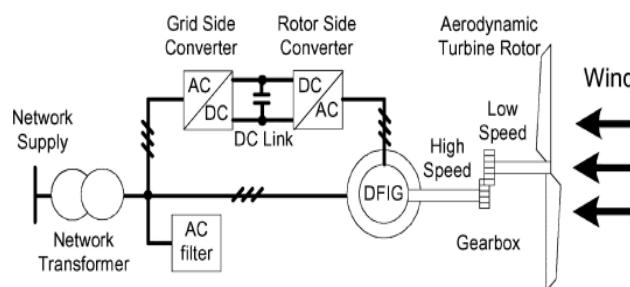 Grid Side
Converter
Rotor Side
Converter
Aerodynamic
Turbine Rotor
Wind
AC
DC
DC
AC
DC Link
Low
Speed
High
Speed
Network
Supply
DFIG
AC
filter
Network
Transformer
Gearbox